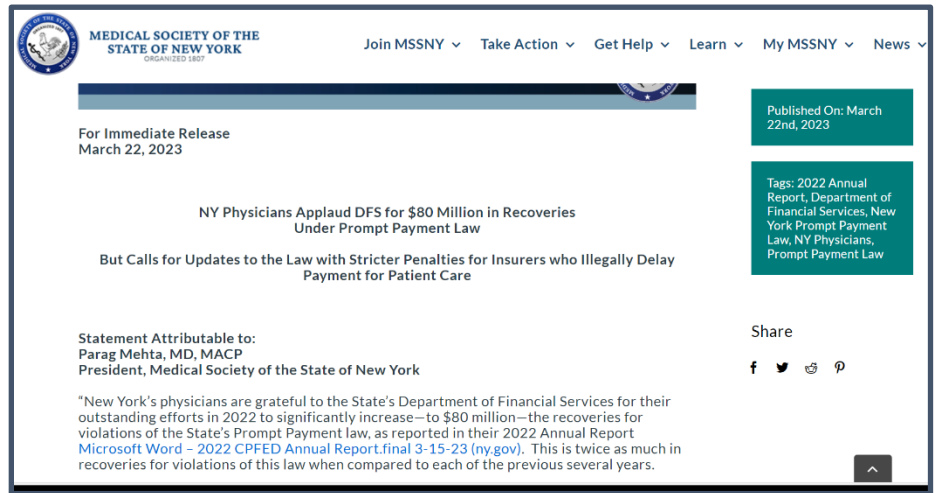 MEDICAL SOCIETY OF THE
STATE OF NEW YORK
ORGANIZED 1807
Join MSSNY Take Action Get Help Learn My MSSNY News
For Immediate Release
March 22, 2023
NY Physicians Applaud DFS for $80 Million in Recoveries
Under Prompt Payment Law
But Calls for Updates to the Law with Stricter Penalties for Insurers who Illegally Delay
Payment for Patient Care
Statement Attributable to:
Parag Mehta, MD, MACP
President, Medical Society of the State of New York
“New York’s physicians are grateful to the State’s Department of Financial Services for their
outstanding efforts in 2022 to significantly increase—to $80 million—the recoveries for
violations of the State’s Prompt Payment law, as reported in their 2022 Annual Report
Microsoft Word – 2022 CPFED Annual Report.final 3-15-23 (ny.gov). This is twice as much in
recoveries for violations of this law when compared to each of the previous several years.
Published On: March
22nd, 2023
Tags: 2022 Annual
Report, Department of
Financial Services, New
York Prompt Payment
Law, NY Physicians,
Prompt Payment Law
Share